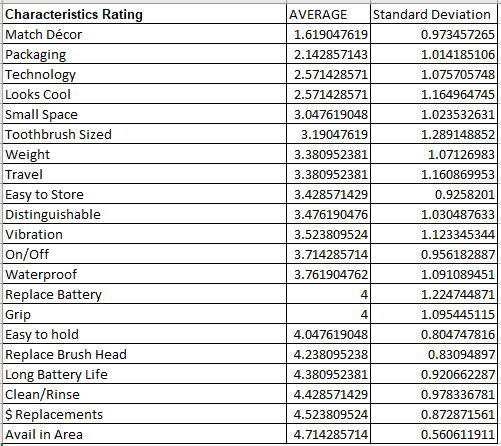 Characteristics Rating AVERAGE Standard Deviation
Match Décor 1.619047619 0.973457265
Packaging 2.142857143 1.014185106
Technology 2.571428571 1.075705748
Looks Cool 2.571428571 1.164964745
Small Space 3.047619048 1.023532631
Toothbrush Sized 3.19047619 1.289148852
Weight 3.380952381 1.07126983
Travel 3.380952381 1.160869953
Easy to Store 3.428571429 0.9258201
Distinguishable 3.476190476 1.030487633
Vibration 3.523809524 1.123345344
On/Off 3.714285714 0.956182887
Waterproof 3.761904762 1.091089451
Replace Battery 4 1.224744871
Grip 4 1.095445115
Easy to hold 4.047619048 0.804747816
Replace Brush Head 4.238095238 0.83094897
Long Battery Life 4.380952381 0.920662287
Clean/Rinse 4.428571429 0.978336781
$ Replacements 4.523809524 0.872871561
Avail in Area 4.714285714 0.560611911